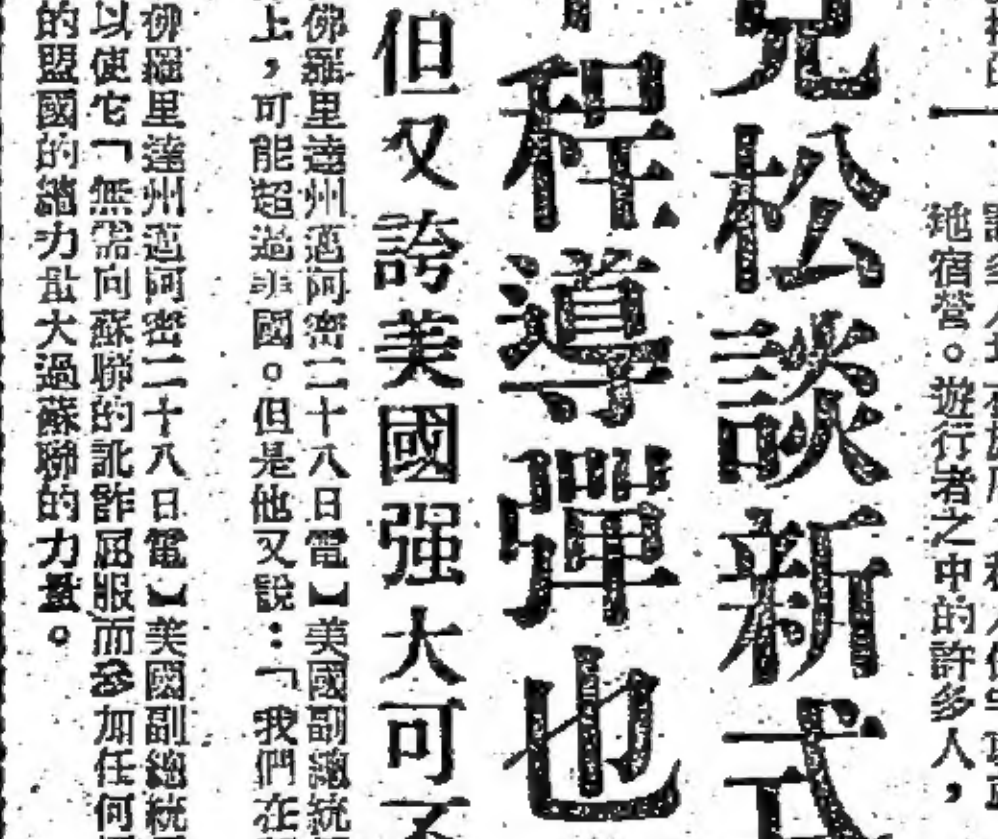 地宿營。遊行者之中的許多人，
兄松談新式
程導彈也
但又誇美國强大可不
佛羅里達州邁阿密二十八日電】美國副總統
上，可能超過美國。但是他又說：「我們在
佛羅里達州邁阿密二十八日電】美國副總統
以使它「無需向蘇聯的訛詐屈服而參加任何
的盟國的總力量大過蘇聯的力量。